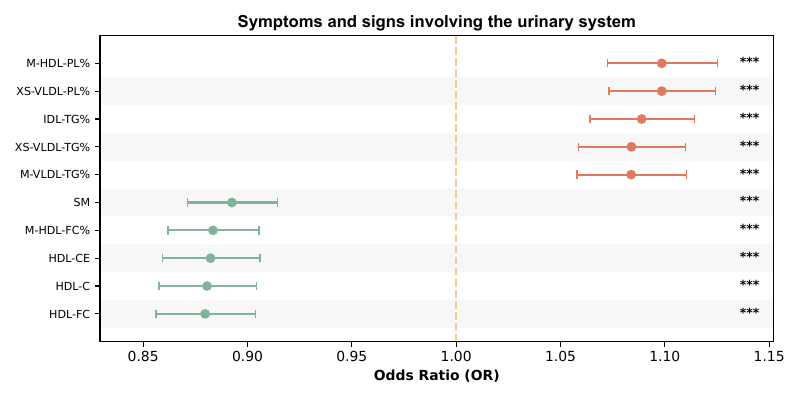 Symptoms and signs involving the urinary system
M-HDL-PL% ***
XS-VLDL-PL% ***
IDL-TG% ***
XS-VLDL-TG% ***
M-VLDL-TG% ***
SM ***
M-HDL-FC% ***
HDL-CE ***
HDL-C ***
HDL-FC ***
0.85 0.90 0.95 1.00 1.05 1.10 1.15
Odds Ratio (OR)